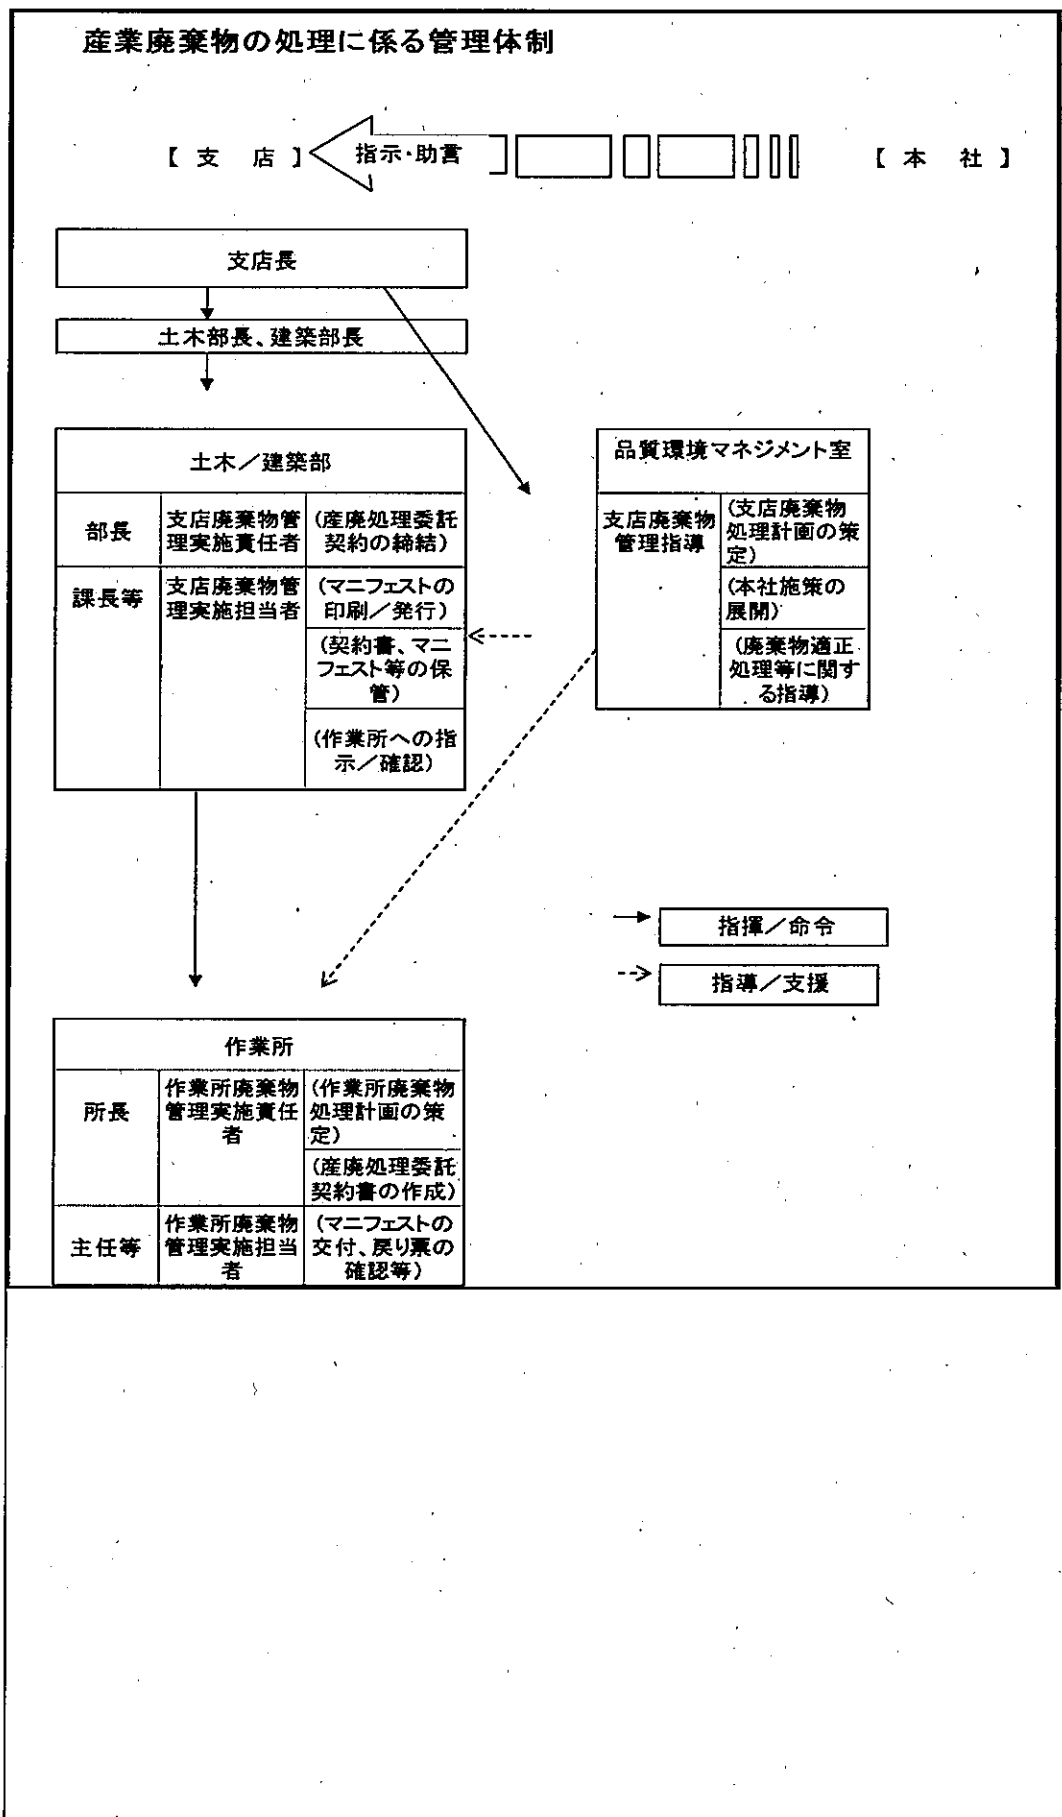 産業廃棄物の処理に係る管理体制
【 支 店 】
指示・助言
【 本 社 】
支店長
土木部長、建築部長
土木／建築部
部長
支店廃棄物管
理実施責任者
(産廃処理委託
契約の締結)
課長等
支店廃棄物管
理実施担当者
(マニフェストの
印刷／発行)
(契約書、マニ
フェスト等の保
管)
(作業所への指
示／確認)
品質環境マネジメント室
支店廃棄物
管理指導
(支店廃棄物
処理計画の策
定)
(本社施策の
展開)
(廃棄物適正
処理等に関す
る指導)
指揮／命令
指導／支援
作業所
所長
作業所廃棄物
管理実施責任
者
(作業所廃棄物
処理計画の策
定)
(産廃処理委託
契約書の作成)
主任等
作業所廃棄物
管理実施担当
者
(マニフェストの
交付、戻り票の
確認等)